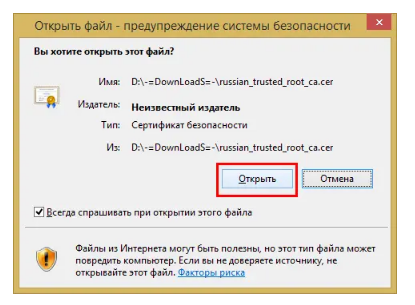 Открыть файл - предупреждение системы безопасности
Вы хотите открыть этот файл?
Имя: D:\-=DownLoadS=-\russian_trusted_root_ca.cer
Издатель: Неизвестный издатель
Тип: Сертификат безопасности
Из: D:\-=DownLoadS=-\russian_trusted_root_ca.cer
Открыть Отмена
Всегда спрашивать при открытии этого файла
Файлы из Интернета могут быть полезны, но этот тип файла может
повредить компьютер. Если вы не доверяете источнику, не
открывайте этот файл. Факторы риска